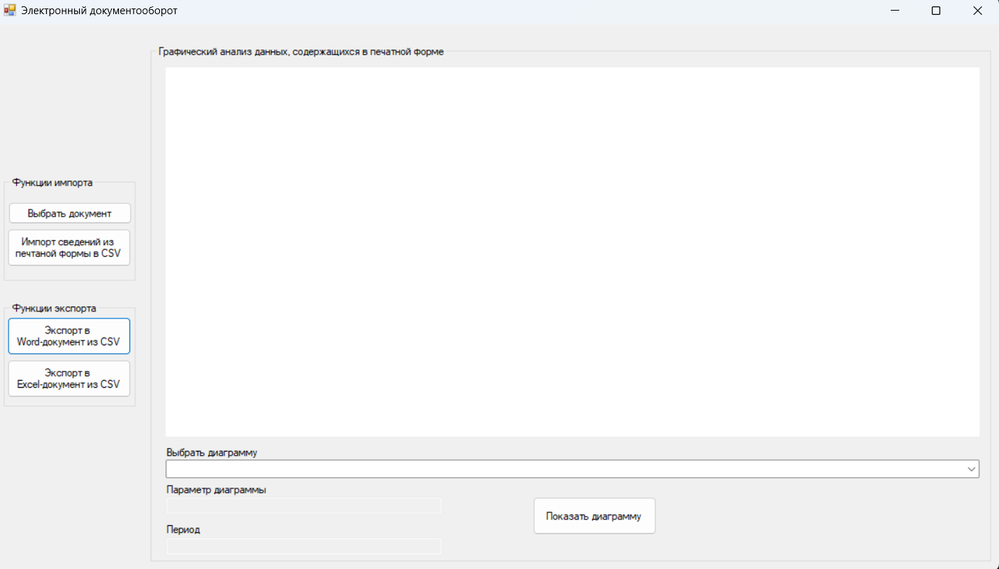 Электронный документооборот
Графический анализ данных, содержащихся в печатной форме
Функции импорта
Выбрать документ
Импорт сведений из
печтаной формы в CSV
Функции экспорта
Экспорт в
Word-документ из CSV
Экспорт в
Excel-документ из CSV
Выбрать диаграмму
Параметр диаграммы
Показать диаграмму
Период